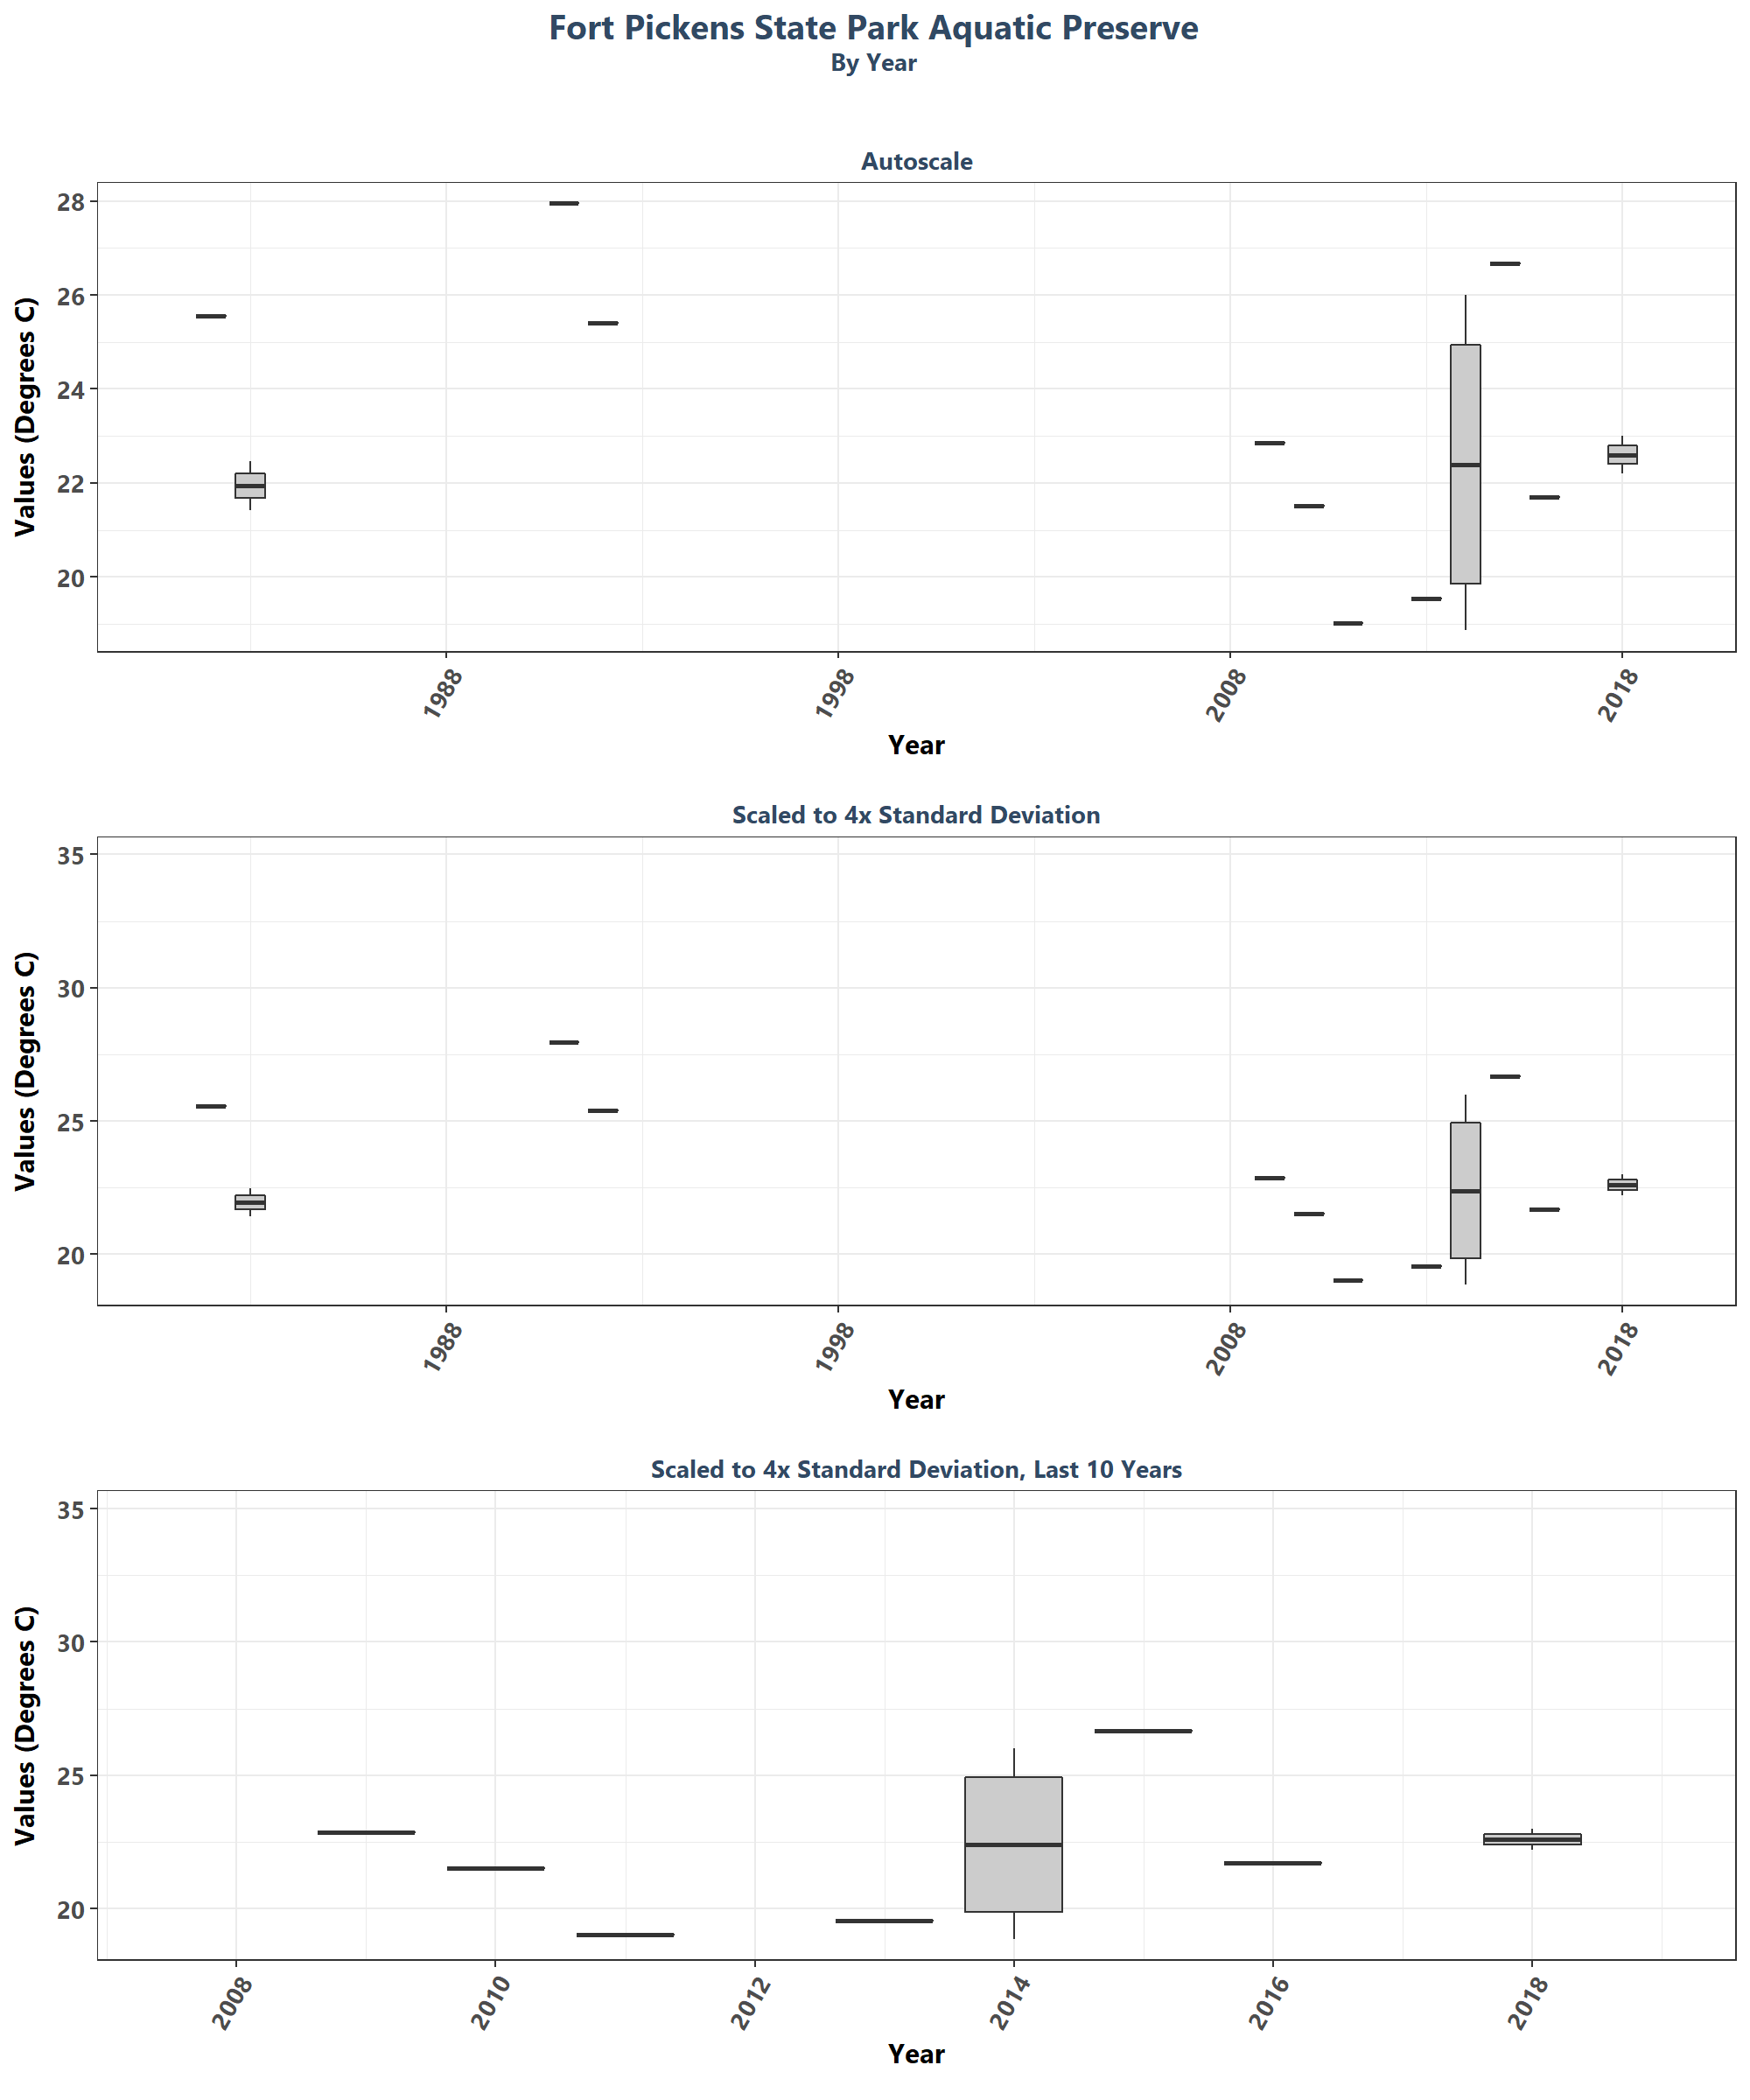 Fort Pickens State Park Aquatic Preserve
By Year
Autoscale
Values (Degrees C)
28
26
24
22
20
1988
1998
2008
2018
Year
Scaled to 4x Standard Deviation
Values (Degrees C)
35
30
25
20
1988
1998
2008
2018
Year
Scaled to 4x Standard Deviation, Last 10 Years
Values (Degrees C)
35
30
25
20
2008
2010
2012
2014
2016
2018
Year